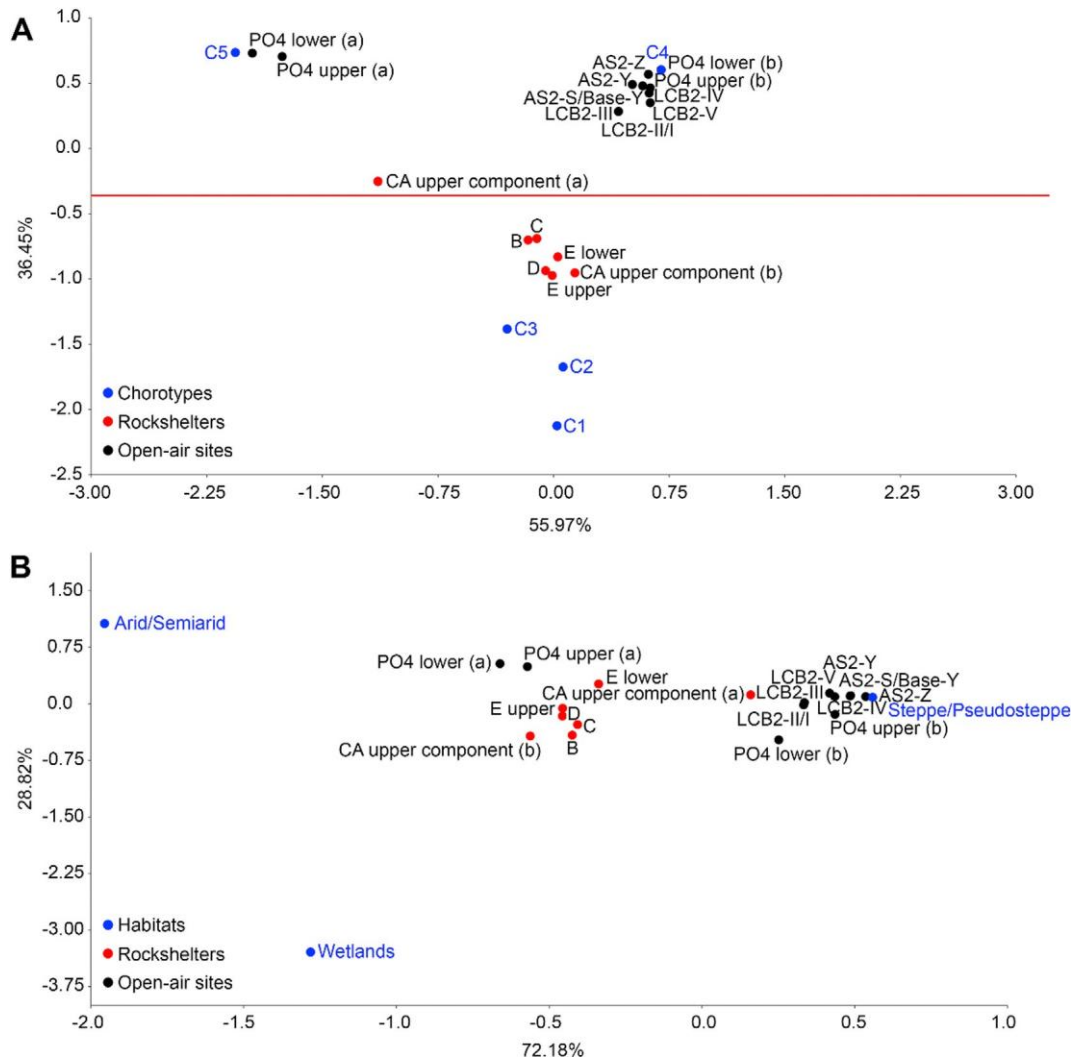 A
1.0
0.5
0.0
-0.5
-1.0
-1.5
-2.0
-2.5
36.45%
C5
PO4 lower (a)
PO4 upper (a)
C4
AS2-Z
PO4 lower (b)
AS2-Y
PO4 upper (b)
AS2-S/Base-Y
LCB2-IV
LCB2-III
LCB2-V
LCB2-II/I
CA upper component (a)
C
B
E lower
D
CA upper component (b)
E upper
C3
C2
C1
Chorotypes
Rockshelters
Open-air sites
-3.00
-2.25
-1.50
-0.75
0.00
0.75
1.50
2.25
3.00
55.97%
B
1.50
0.75
0.0
-0.75
-1.50
-2.25
-3.00
-3.75
28.82%
Arid/Semiarid
PO4 lower (a)
PO4 upper (a)
E lower
CA upper component (a)
E upper
D
C
CA upper component (b)
B
AS2-Y
LCB2-V
AS2-S/Base-Y
LCB2-III
AS2-Z
LCB2-IV
Steppe/Pseudosteppe
LCB2-II/I
PO4 upper (b)
PO4 lower (b)
Wetlands
Habitats
Rockshelters
Open-air sites
-2.0
-1.5
-1.0
-0.5
0.0
0.5
1.0
72.18%